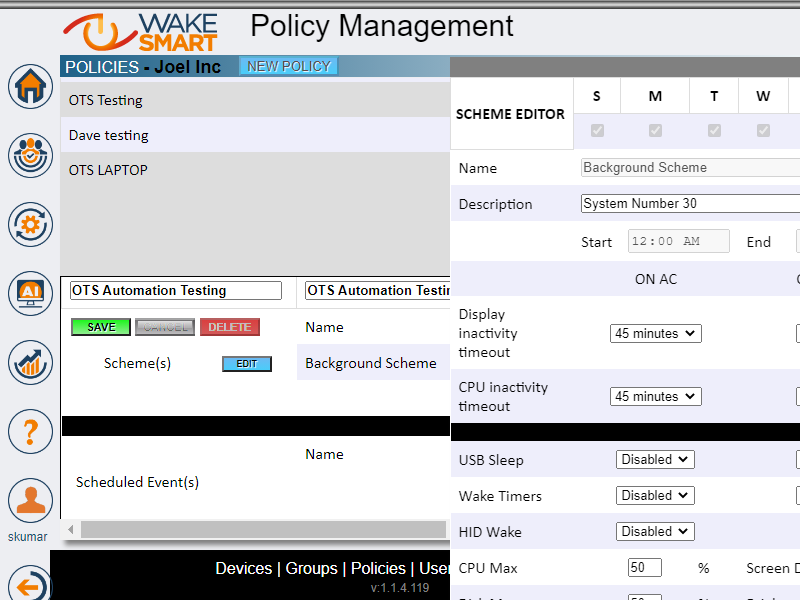 WAKE
SMART
Policy Management
POLICIES - Joel Inc
NEW POLICY
OTS Testing
Dave testing
OTS LAPTOP
OTS Automation Testing
OTS Automation Testin
SAVE
CANCEL
DELETE
Name
Scheme(s)
EDIT
Background Scheme
Name
Scheduled Event(s)
SCHEME EDITOR
S M T W
Name
Background Scheme
Description
System Number 30
Start
12:00 AM
End
ON AC
Display
inactivity
timeout
45 minutes
CPU inactivity
timeout
45 minutes
USB Sleep
Disabled
Wake Timers
Disabled
HID Wake
Disabled
CPU Max
50
%
Screen D
50
AI
?
skumar
Devices | Groups | Policies | User
v:1.1.4.119